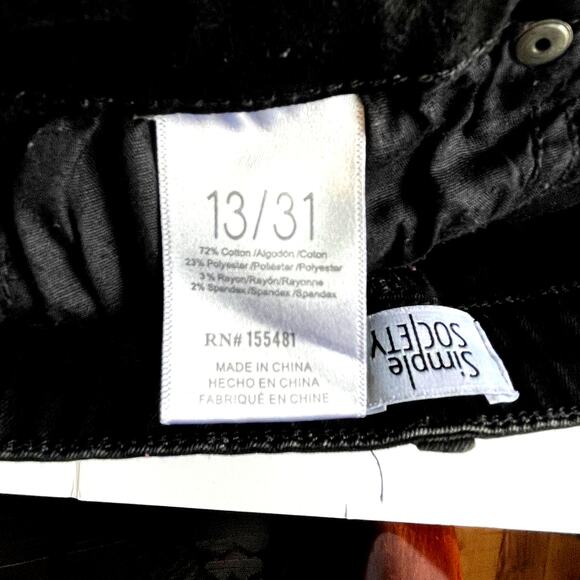 13/31
72% Cotton /Algodón /Coton
23% Polyester /Poliéster /Polyester
3% Rayon/Rayón/Rayonne
2% Spandex /Spandex /Spandex
RN# 155481
MADE IN CHINA
HECHO EN CHINA
FABRIQUÉ EN CHINE
Simple
SOCIETY